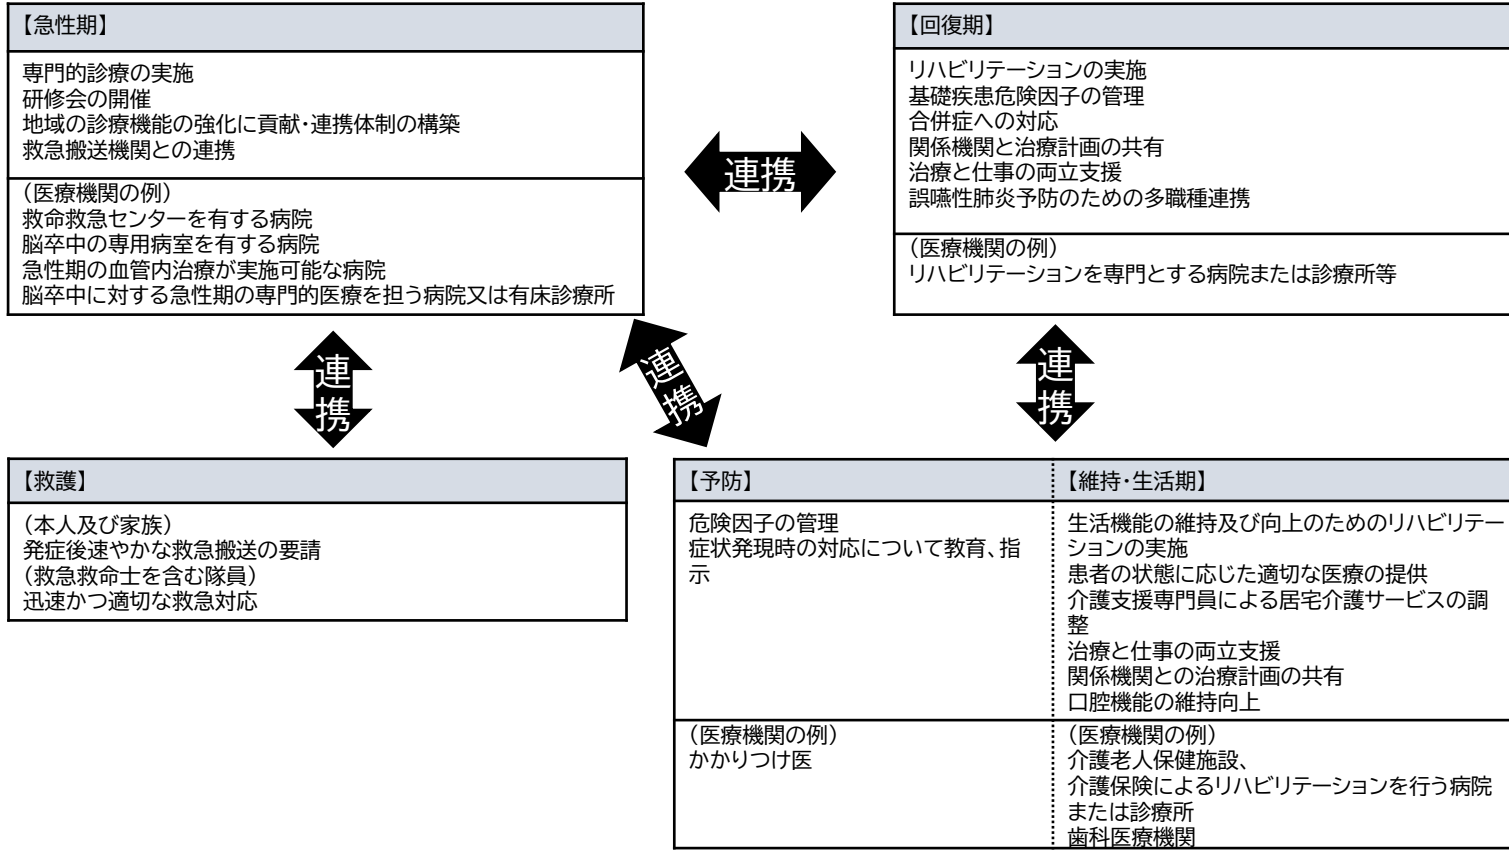 【急性期】
専門的診療の実施
研修会の開催
地域の診療機能の強化に貢献・連携体制の構築
救急搬送機関との連携
（医療機関の例）
救命救急センターを有する病院
脳卒中の専用病室を有する病院
急性期の血管内治療が実施可能な病院
脳卒中に対する急性期の専門的医療を担う病院又は有床診療所
連携
【回復期】
リハビリテーションの実施
基礎疾患危険因子の管理
合併症への対応
関係機関と治療計画の共有
治療と仕事の両立支援
誤嚥性肺炎予防のための多職種連携
（医療機関の例）
リハビリテーションを専門とする病院または診療所等
連携
連携
連携
【救護】
（本人及び家族）
発症後速やかな救急搬送の要請
（救急救命士を含む隊員）
迅速かつ適切な救急対応
【予防】
危険因子の管理
症状発現時の対応について教育、指
示
（医療機関の例）
かかりつけ医
【維持・生活期】
生活機能の維持及び向上のためのリハビリテー
ションの実施
患者の状態に応じた適切な医療の提供
介護支援専門員による居宅介護サービスの調
整
治療と仕事の両立支援
関係機関との治療計画の共有
口腔機能の維持向上
（医療機関の例）
介護老人保健施設、
介護保険によるリハビリテーションを行う病院
または診療所
歯科医療機関